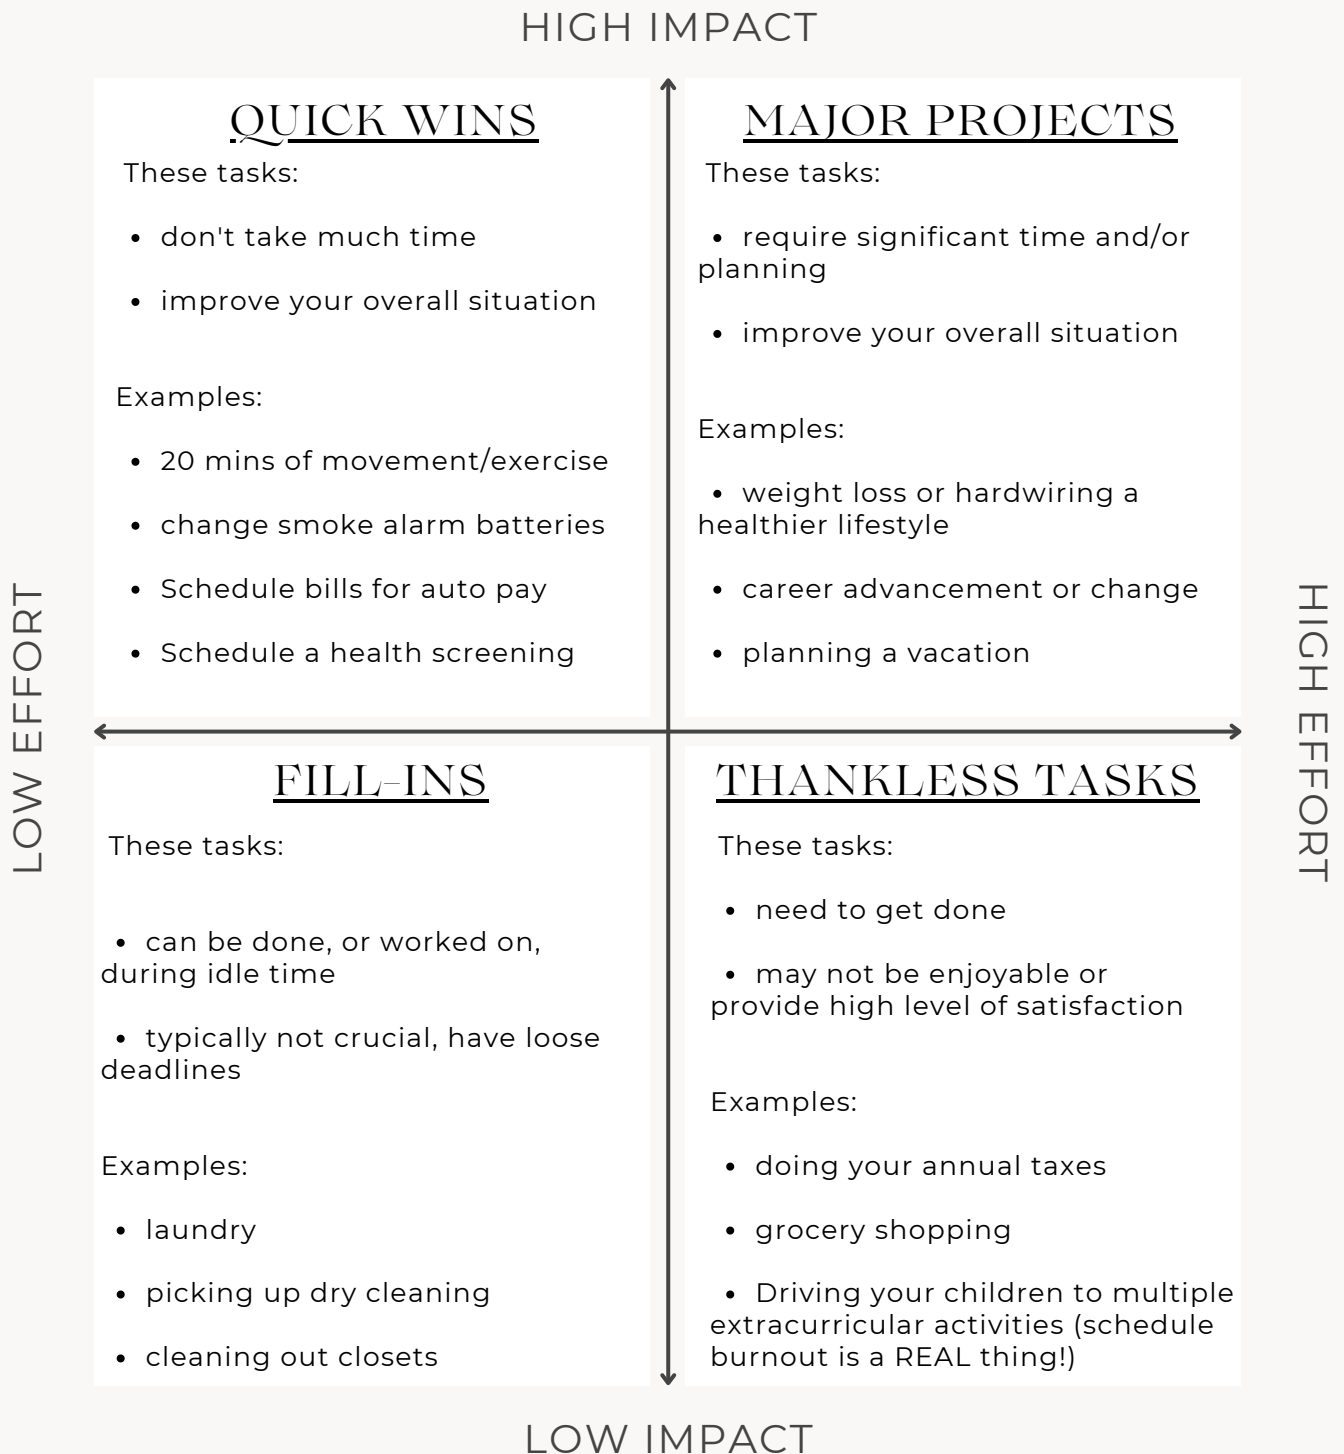 HIGH IMPACT
QUICK WINS
These tasks:
• don't take much time
• improve your overall situation
Examples:
• 20 mins of movement/exercise
• change smoke alarm batteries
• Schedule bills for auto pay
• Schedule a health screening
MAJOR PROJECTS
These tasks:
• require significant time and/or
planning
• improve your overall situation
Examples:
• weight loss or hardwiring a
healthier lifestyle
• career advancement or change
• planning a vacation
LOW EFFORT
HIGH EFFORT
FILL-INS
These tasks:
• can be done, or worked on,
during idle time
• typically not crucial, have loose
deadlines
Examples:
• laundry
• picking up dry cleaning
• cleaning out closets
THANKLESS TASKS
These tasks:
• need to get done
• may not be enjoyable or
provide high level of satisfaction
Examples:
• doing your annual taxes
• grocery shopping
• Driving your children to multiple
extracurricular activities (schedule
burnout is a REAL thing!)
LOW IMPACT